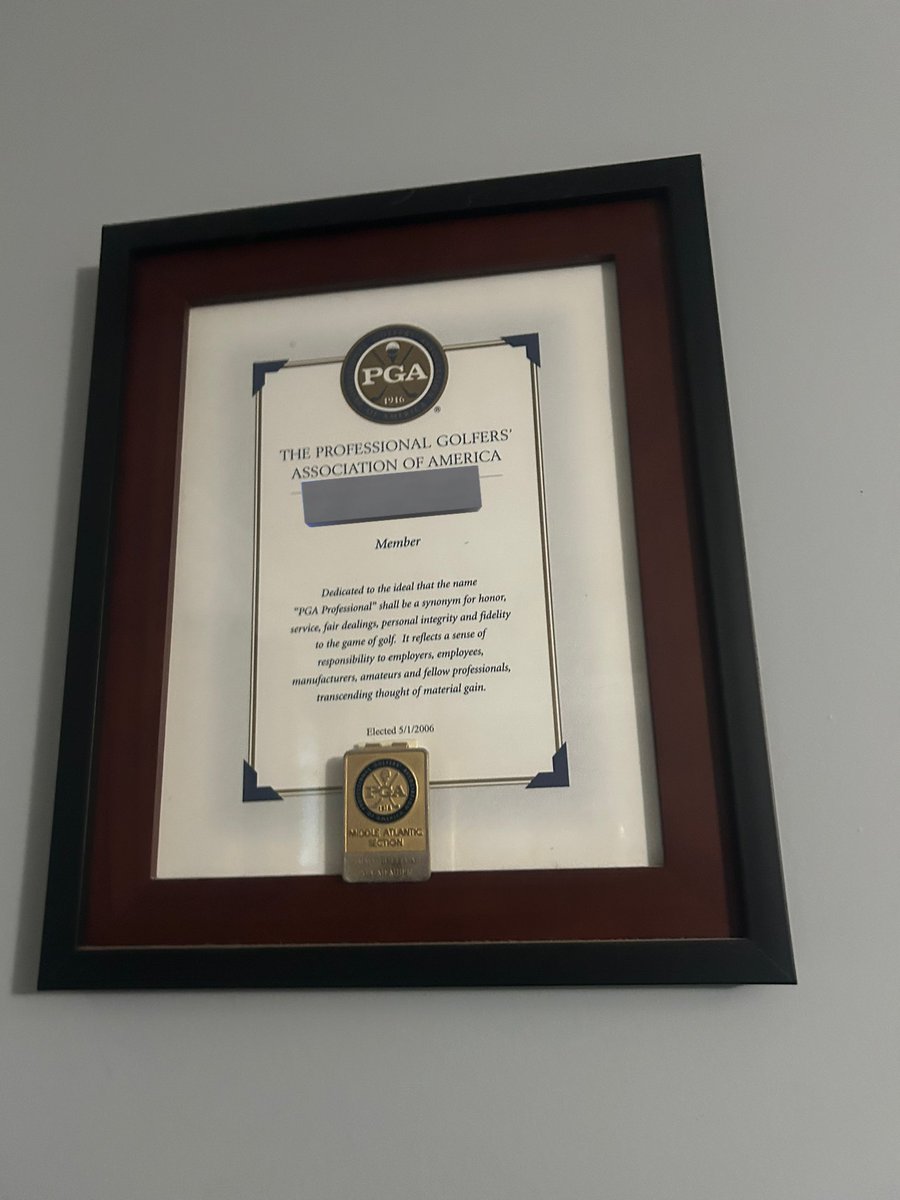 PGA
1916
®
THE PROFESSIONAL GOLFERS'
ASSOCIATION OF AMERICA
Member
Dedicated to the ideal that the name
"PGA Professional" shall be a synonym for honor,
service, fair dealings, personal integrity and fidelity
to the game of golf. It reflects a sense of
responsibility to employers, employees,
manufacturers, amateurs and fellow professionals,
transcending thought of material gain.
Elected 5/1/2006
PGA
1916
MIDDLE ATLANTIC
SECTION